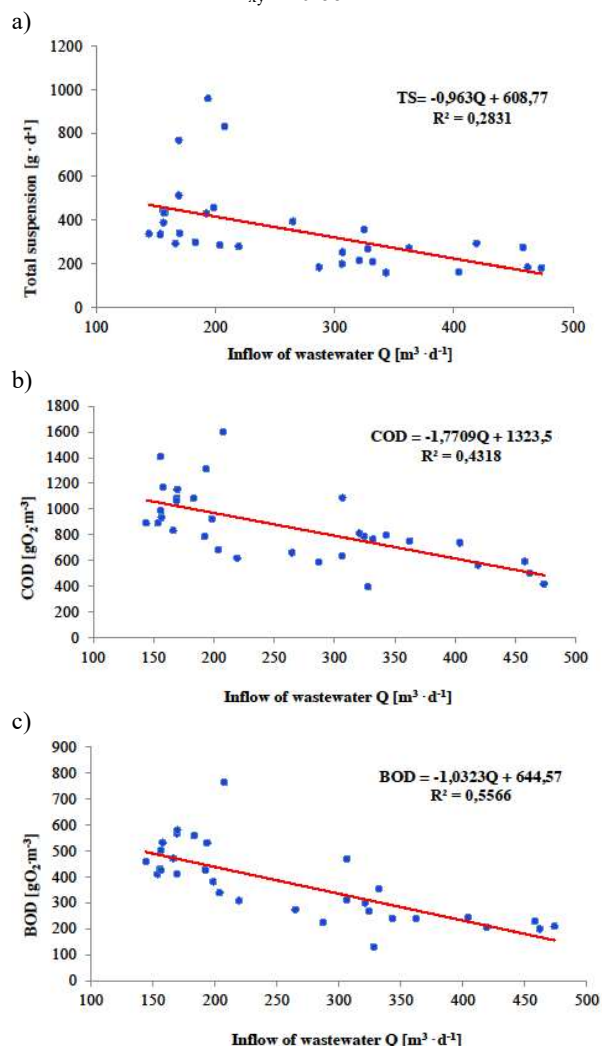 a)
1200
1000
800
600
400
200
0
100
200
300
400
500
Total suspension [g · d⁻¹]
TS= -0,963Q + 608,77
R² = 0,2831
Inflow of wastewater Q [m³ · d⁻¹]
b)
1800
1600
1400
1200
1000
800
600
400
200
0
100 150 200 250 300 350 400 450 500
COD [gO₂·m⁻³]
COD = -1,7709Q + 1323,5
R² = 0,4318
Inflow of wastewater Q [m³ · d⁻¹]
c)
900
800
700
600
500
400
300
200
100
0
100 150 200 250 300 350 400 450 500
BOD [gO₂·m⁻³]
BOD = -1,0323Q + 644,57
R² = 0,5566
Inflow of wastewater Q [m³ · d⁻¹]